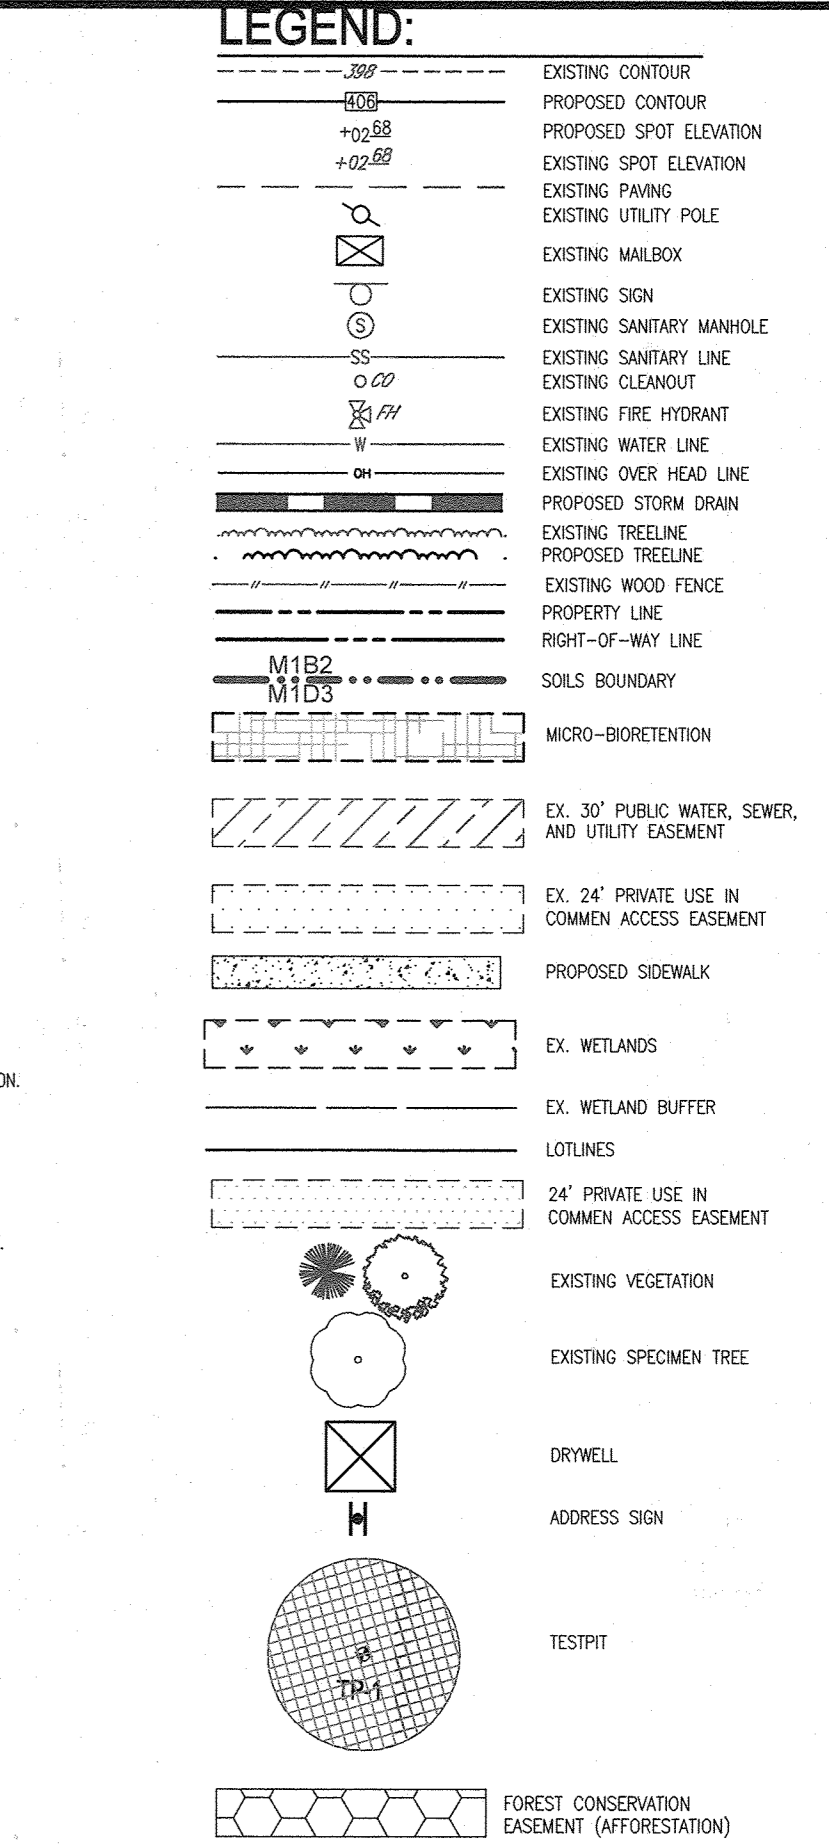 LEGEND:
398 EXISTING CONTOUR
406 PROPOSED CONTOUR
+02 68 PROPOSED SPOT ELEVATION
+02 68 EXISTING SPOT ELEVATION
EXISTING PAVING
EXISTING UTILITY POLE
EXISTING MAILBOX
EXISTING SIGN
S EXISTING SANITARY MANHOLE
SS EXISTING SANITARY LINE
CO EXISTING CLEANOUT
FH EXISTING FIRE HYDRANT
W EXISTING WATER LINE
OH EXISTING OVER HEAD LINE
PROPOSED STORM DRAIN
EXISTING TREELINE
PROPOSED TREELINE
EXISTING WOOD FENCE
PROPERTY LINE
RIGHT-OF-WAY LINE
M1B2
SOILS BOUNDARY
M1D3
MICRO-BIORETENTION
EX. 30' PUBLIC WATER, SEWER,
AND UTILITY EASEMENT
EX. 24' PRIVATE USE IN
COMMEN ACCESS EASEMENT
PROPOSED SIDEWALK
EX. WETLANDS
ON.
EX. WETLAND BUFFER
LOTLINES
24' PRIVATE USE IN
COMMEN ACCESS EASEMENT
EXISTING VEGETATION
EXISTING SPECIMEN TREE
DRYWELL
ADDRESS SIGN
TESTPIT
TP-1
FOREST CONSERVATION
EASEMENT (AFFORESTATION)